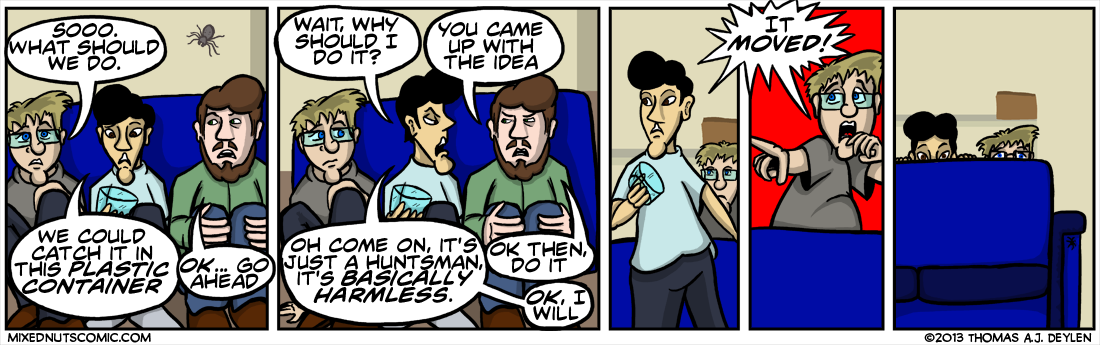 SOOO.
WHAT SHOULD
WE DO.
WE COULD
CATCH IT IN
THIS PLASTIC
CONTAINER
OK... GO
AHEAD
WAIT, WHY
SHOULD I
DO IT?
YOU CAME
UP WITH
THE IDEA
OH COME ON, IT'S
JUST A HUNTSMAN,
IT'S BASICALLY
HARMLESS.
OK THEN,
DO IT
OK, I
WILL
IT
MOVED!
MIXEDNUTSCOMIC.COM
©2013 THOMAS A.J. DEYLEN